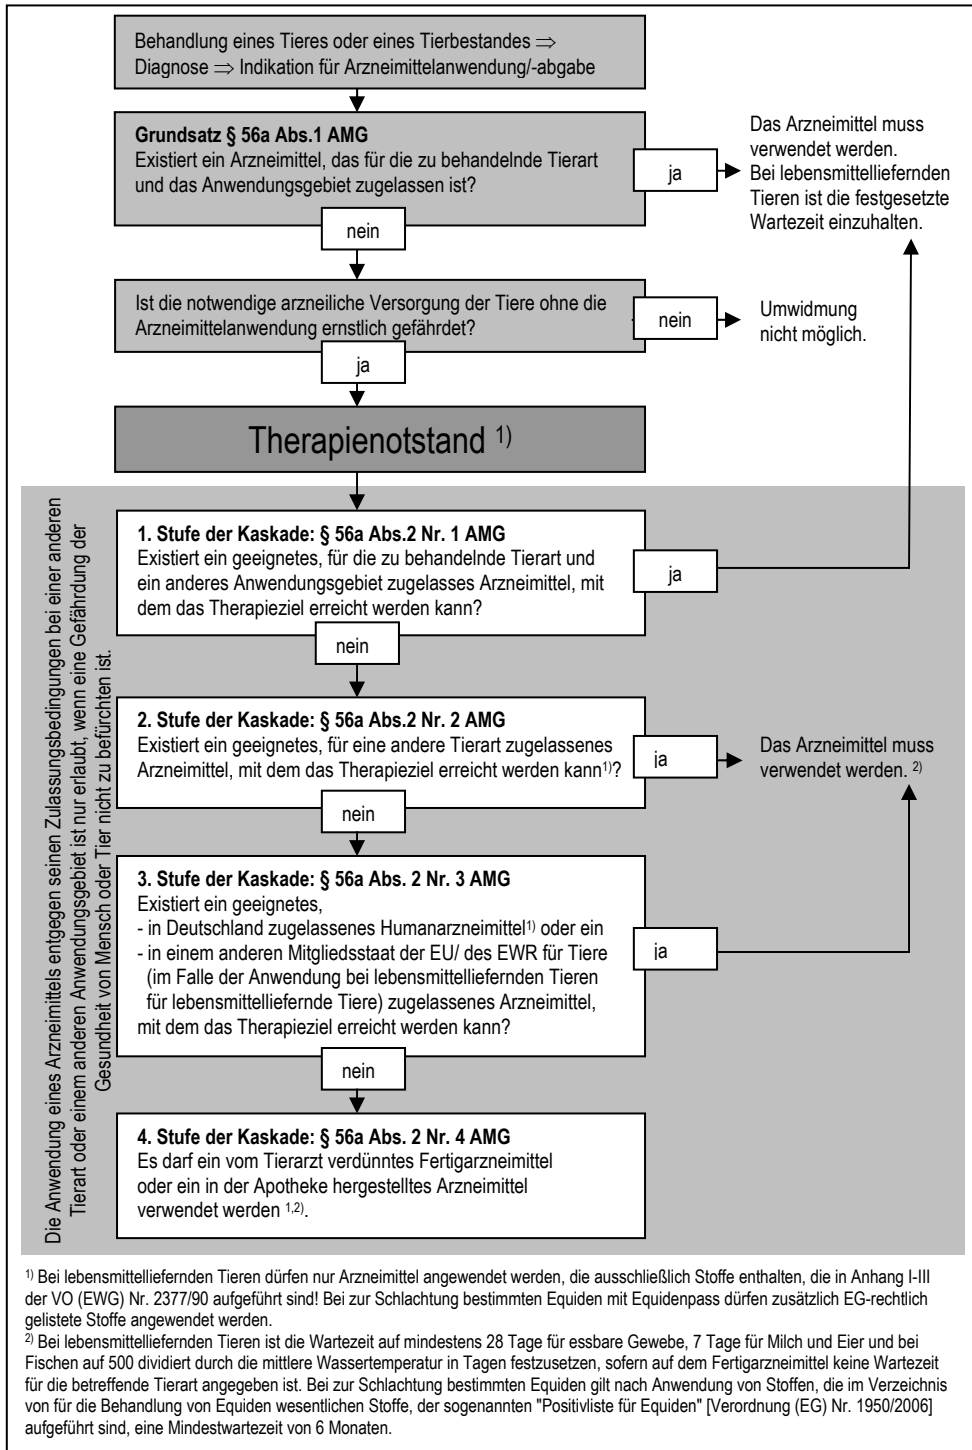 Behandlung eines Tieres oder eines Tierbestandes ⇒
Diagnose ⇒ Indikation für Arzneimittelanwendung/-abgabe
Grundsatz § 56a Abs.1 AMG
Existiert ein Arzneimittel, das für die zu behandelnde Tierart
und das Anwendungsgebiet zugelassen ist?
ja
Das Arzneimittel muss
verwendet werden.
Bei lebensmittelliefernden
Tieren ist die festgesetzte
Wartezeit einzuhalten.
nein
Ist die notwendige arzneiliche Versorgung der Tiere ohne die
Arzneimittelanwendung ernstlich gefährdet?
nein
Umwidmung
nicht möglich.
ja
Therapienotstand 1)
Die Anwendung eines Arzneimittels entgegen seinen Zulassungsbedingungen bei einer anderen
Tierart oder einem anderen Anwendungsgebiet ist nur erlaubt, wenn eine Gefährdung der
Gesundheit von Mensch oder Tier nicht zu befürchten ist.
1. Stufe der Kaskade: § 56a Abs.2 Nr. 1 AMG
Existiert ein geeignetes, für die zu behandelnde Tierart und
ein anderes Anwendungsgebiet zugelasses Arzneimittel, mit
dem das Therapieziel erreicht werden kann?
ja
nein
2. Stufe der Kaskade: § 56a Abs.2 Nr. 2 AMG
Existiert ein geeignetes, für eine andere Tierart zugelassenes
Arzneimittel, mit dem das Therapieziel erreicht werden kann1)?
ja
Das Arzneimittel muss
verwendet werden. 2)
nein
3. Stufe der Kaskade: § 56a Abs. 2 Nr. 3 AMG
Existiert ein geeignetes,
- in Deutschland zugelassenes Humanarzneimittel1) oder ein
- in einem anderen Mitgliedsstaat der EU/ des EWR für Tiere
(im Falle der Anwendung bei lebensmittelliefernden Tieren
für lebensmittelliefernde Tiere) zugelassenes Arzneimittel,
mit dem das Therapieziel erreicht werden kann?
ja
nein
4. Stufe der Kaskade: § 56a Abs. 2 Nr. 4 AMG
Es darf ein vom Tierarzt verdünntes Fertigarzneimittel
oder ein in der Apotheke hergestelltes Arzneimittel
verwendet werden 1,2).
1) Bei lebensmittelliefernden Tieren dürfen nur Arzneimittel angewendet werden, die ausschließlich Stoffe enthalten, die in Anhang I-III
der VO (EWG) Nr. 2377/90 aufgeführt sind! Bei zur Schlachtung bestimmten Equiden mit Equidenpass dürfen zusätzlich EG-rechtlich
gelistete Stoffe angewendet werden.
2) Bei lebensmittelliefernden Tieren ist die Wartezeit auf mindestens 28 Tage für essbare Gewebe, 7 Tage für Milch und Eier und bei
Fischen auf 500 dividiert durch die mittlere Wassertemperatur in Tagen festzusetzen, sofern auf dem Fertigarzneimittel keine Wartezeit
für die betreffende Tierart angegeben ist. Bei zur Schlachtung bestimmten Equiden gilt nach Anwendung von Stoffen, die im Verzeichnis
von für die Behandlung von Equiden wesentlichen Stoffe, der sogenannten "Positivliste für Equiden" [Verordnung (EG) Nr. 1950/2006]
aufgeführt sind, eine Mindestwartezeit von 6 Monaten.